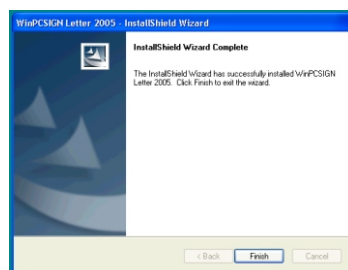 WinPCSIGN Letter 2005 - InstallShield Wizard
InstallShield Wizard Complete
The InstallShield Wizard has successfully installed WinPCSIGN
Letter 2005. Click Finish to exit the wizard.
< Back Finish Cancel